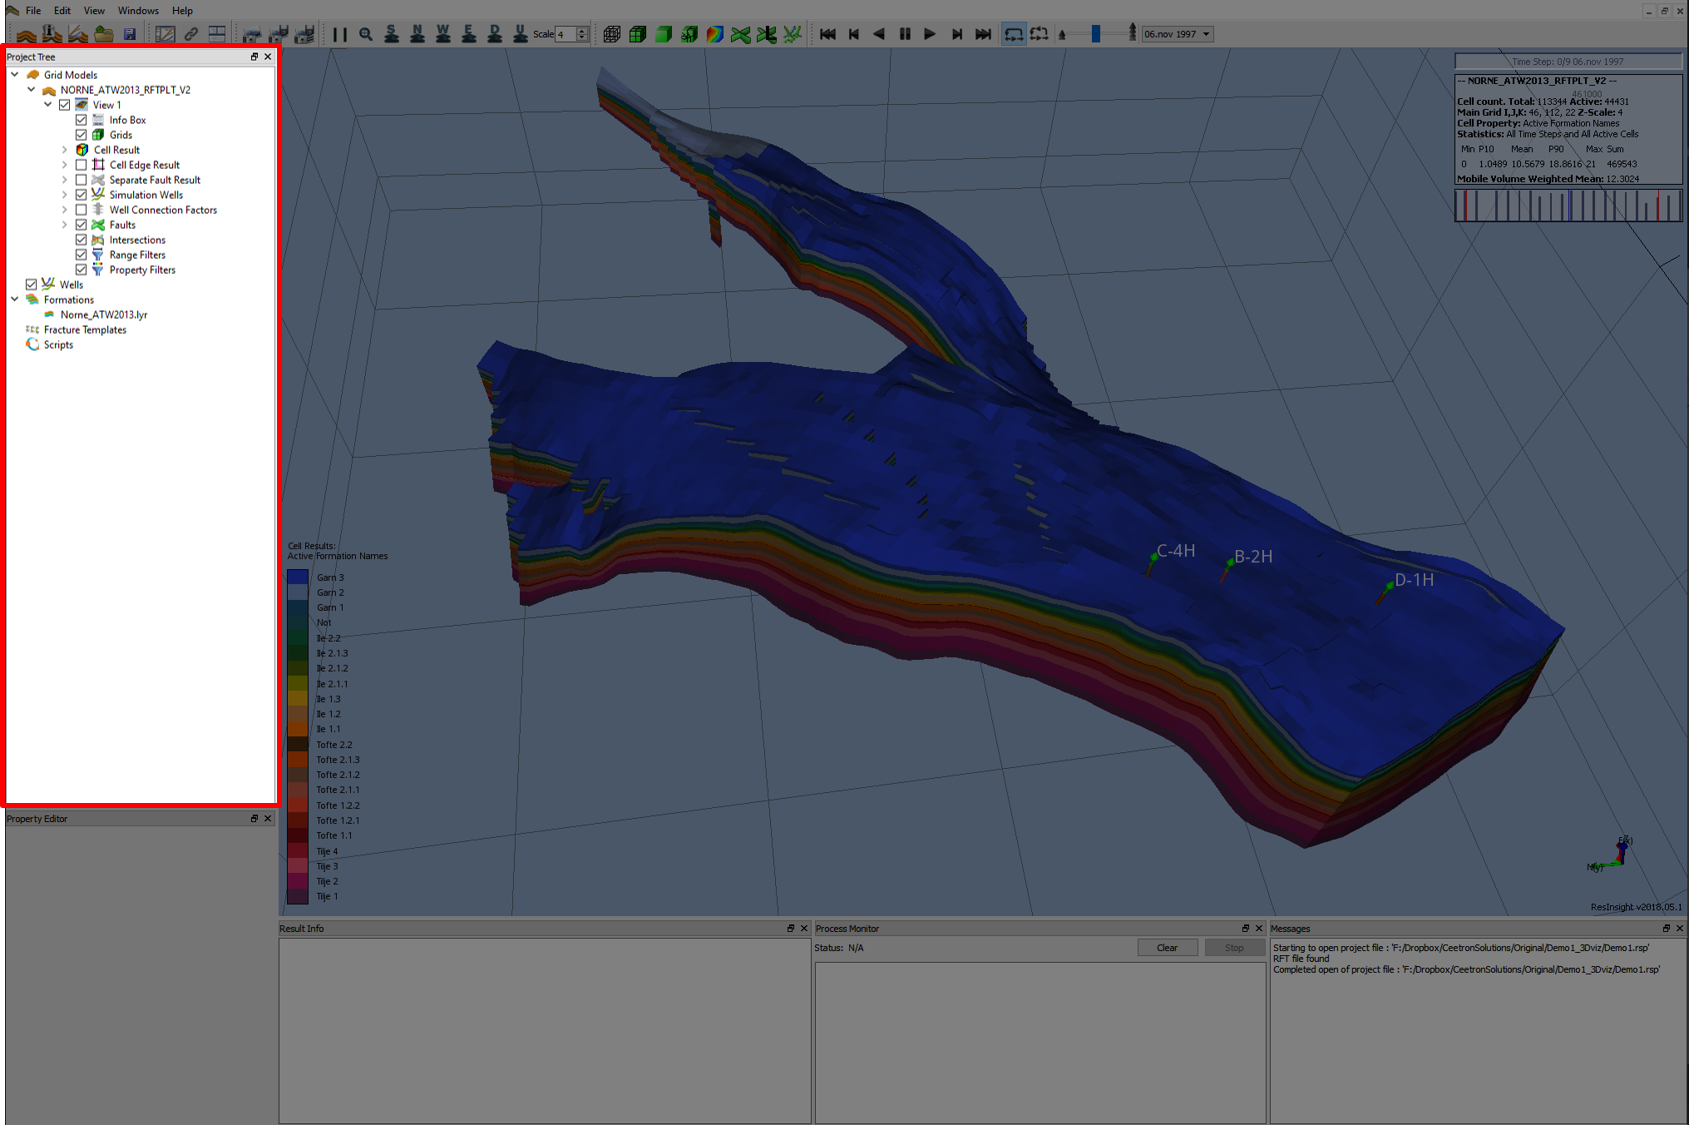 File Edit View Windows Help
Scale 4
06.nov 1997
Project Tree
Grid Models
NORNE_ATW2013_RFTPLT_V2
View 1
Info Box
Grids
Cell Result
Cell Edge Result
Separate Fault Result
Simulation Wells
Well Connection Factors
Faults
Intersections
Range Filters
Property Filters
Wells
Formations
Norne_ATW2013.lyr
Fracture Templates
Scripts
Property Editor
Time Step: 0/9 06.nov 1997
-- NORNE_ATW2013_RFTPLT_V2 --
461000
Cell count. Total: 113344 Active: 44431
Main Grid I,J,K: 46, 112, 22 Z-Scale: 4
Cell Property: Active Formation Names
Statistics: All Time Steps and All Active Cells
Min P10 Mean P90 Max Sum
0 1.0489 10.5679 18.8616 21 469543
Mobile Volume Weighted Mean: 12.3024
C-4H
B-2H
D-1H
Cell Results:
Active Formation Names
Garn 3
Garn 2
Garn 1
Not
Ile 2.2
Ile 2.1.3
Ile 2.1.2
Ile 2.1.1
Ile 1.3
Ile 1.2
Ile 1.1
Tofte 2.2
Tofte 2.1.3
Tofte 2.1.2
Tofte 2.1.1
Tofte 1.2.2
Tofte 1.2.1
Tofte 1.1
Tilje 4
Tilje 3
Tilje 2
Tilje 1
ResInsight v2018.05.1
Result Info
Process Monitor
Status: N/A
Clear
Stop
Messages
Starting to open project file : 'F:/Dropbox/CeetronSolutions/Original/Demo1_3Dviz/Demo1.rsp'
RFT file found
Completed open of project file : 'F:/Dropbox/CeetronSolutions/Original/Demo1_3Dviz/Demo1.rsp'